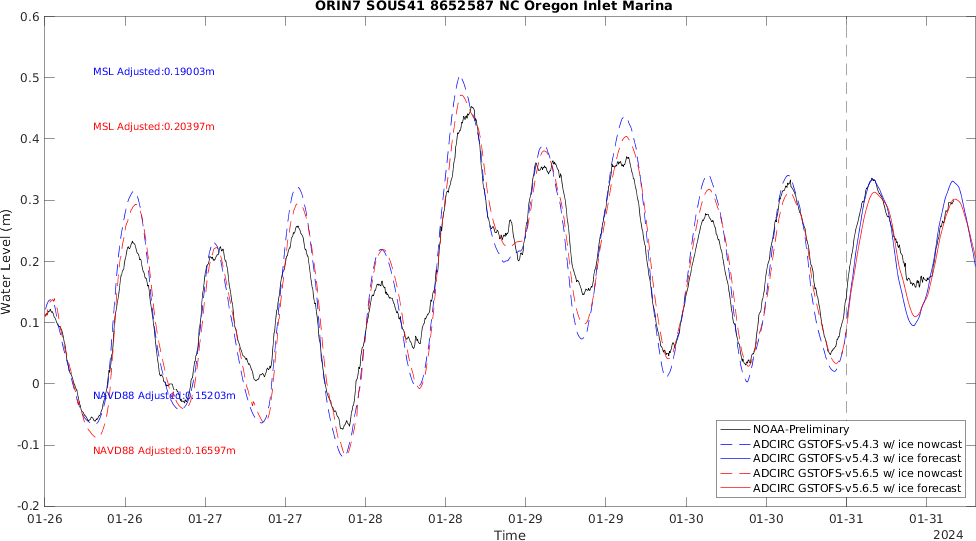 ORIN7 SOUS41 8652587 NC Oregon Inlet Marina
0.6
0.5
0.4
0.3
0.2
0.1
0
-0.1
-0.2
Water Level (m)
MSL Adjusted:0.19003m
MSL Adjusted:0.20397m
NAVD88 Adjusted:0.15203m
NAVD88 Adjusted:0.16597m
NOAA-Preliminary
ADCIRC GSTOFS-v5.4.3 w/ ice nowcast
ADCIRC GSTOFS-v5.4.3 w/ ice forecast
ADCIRC GSTOFS-v5.6.5 w/ ice nowcast
ADCIRC GSTOFS-v5.6.5 w/ ice forecast
01-26 01-26 01-27 01-27 01-28 01-28 01-29 01-29 01-30 01-30 01-31 01-31
Time
2024